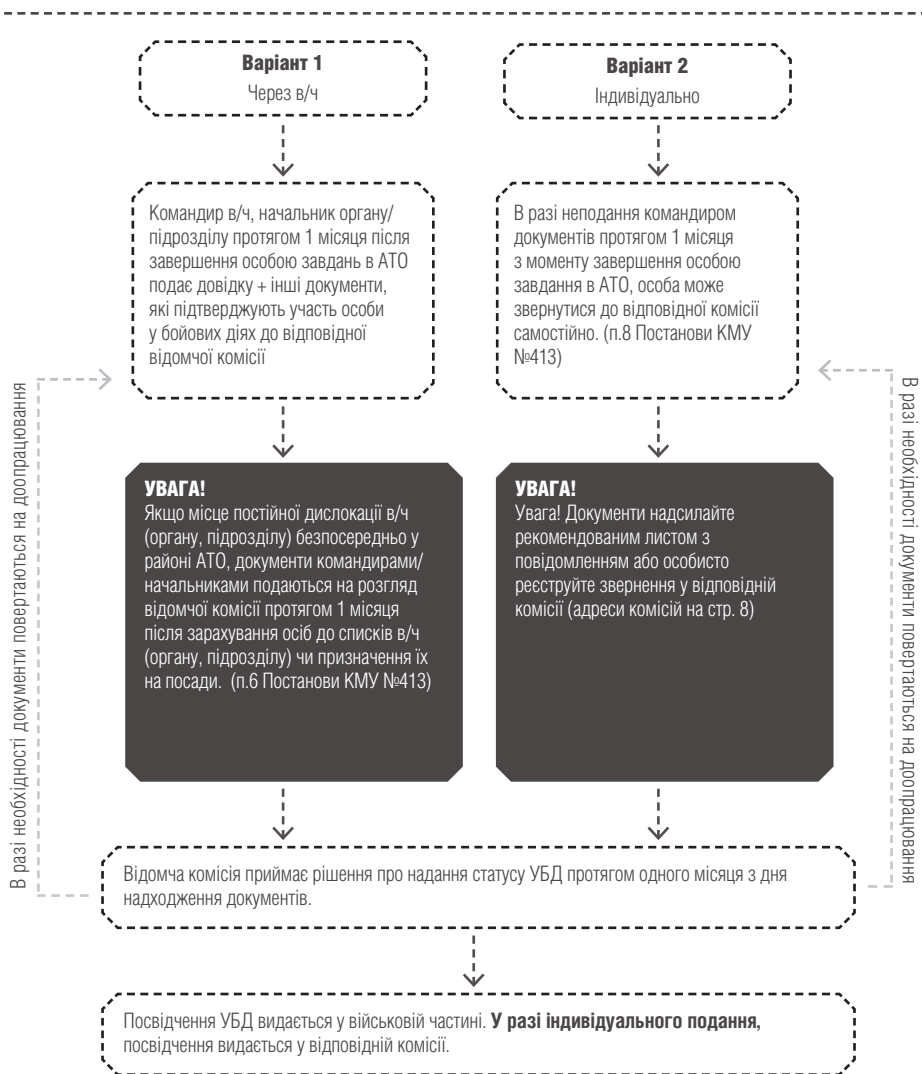 Варіант 1
Через в/ч
Варіант 2
Індивідуально
Командир в/ч, начальник органу/
підрозділу протягом 1 місяця після
завершення особою завдань в АТО
подає довідку + інші документи,
які підтверджують участь особи
у бойових діях до відповідної
відомчої комісії
В разі неподання командиром
документів протягом 1 місяця
з моменту завершення особою
завдання в АТО, особа може
звернутися до відповідної комісії
самостійно. (п.8 Постанови КМУ
№413)
УВАГА!
Якщо місце постійної дислокації в/ч
(органу, підрозділу) безпосередньо у
районі АТО, документи командирами/
начальниками подаються на розгляд
відомчої комісії протягом 1 місяця
після зарахування осіб до списків в/ч
(органу, підрозділу) чи призначення їх
на посади. (п.6 Постанови КМУ №413)
УВАГА!
Увага! Документи надсилайте
рекомендованим листом з
повідомленням або особисто
реєструйте звернення у відповідній
комісії (адреси комісій на стр. 8)
В разі необхідності документи повертаються на доопрацювання
В разі необхідності документи повертаються на доопрацювання
Відомча комісія приймає рішення про надання статусу УБД протягом одного місяця з дня
надходження документів.
Посвідчення УБД видається у військовій частині. У разі індивідуального подання,
посвідчення видається у відповідній комісії.